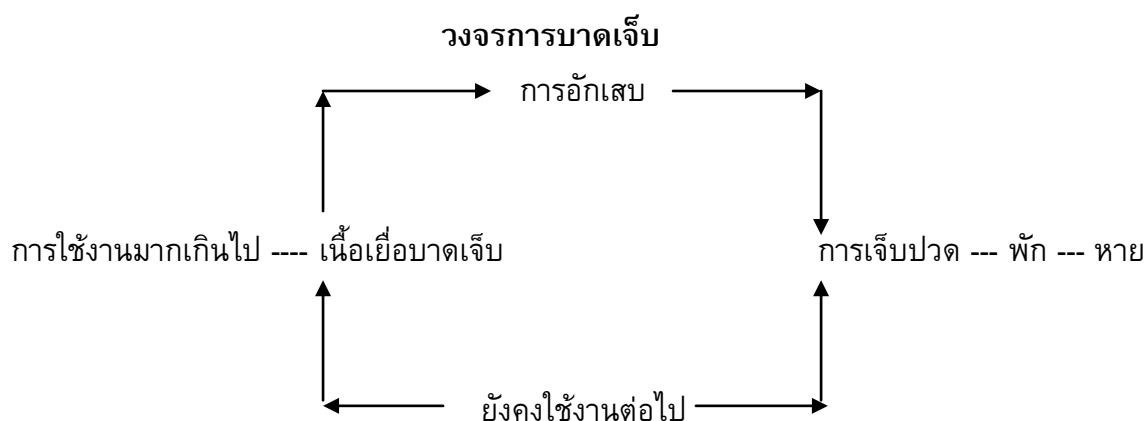 วงจรการบาดเจ็บ
การอักเสบ
การใช้งานมากเกินไป ---- เนื้อเยื่อบาดเจ็บ
การเจ็บปวด --- พัก --- หาย
ยังคงใช้งานต่อไป